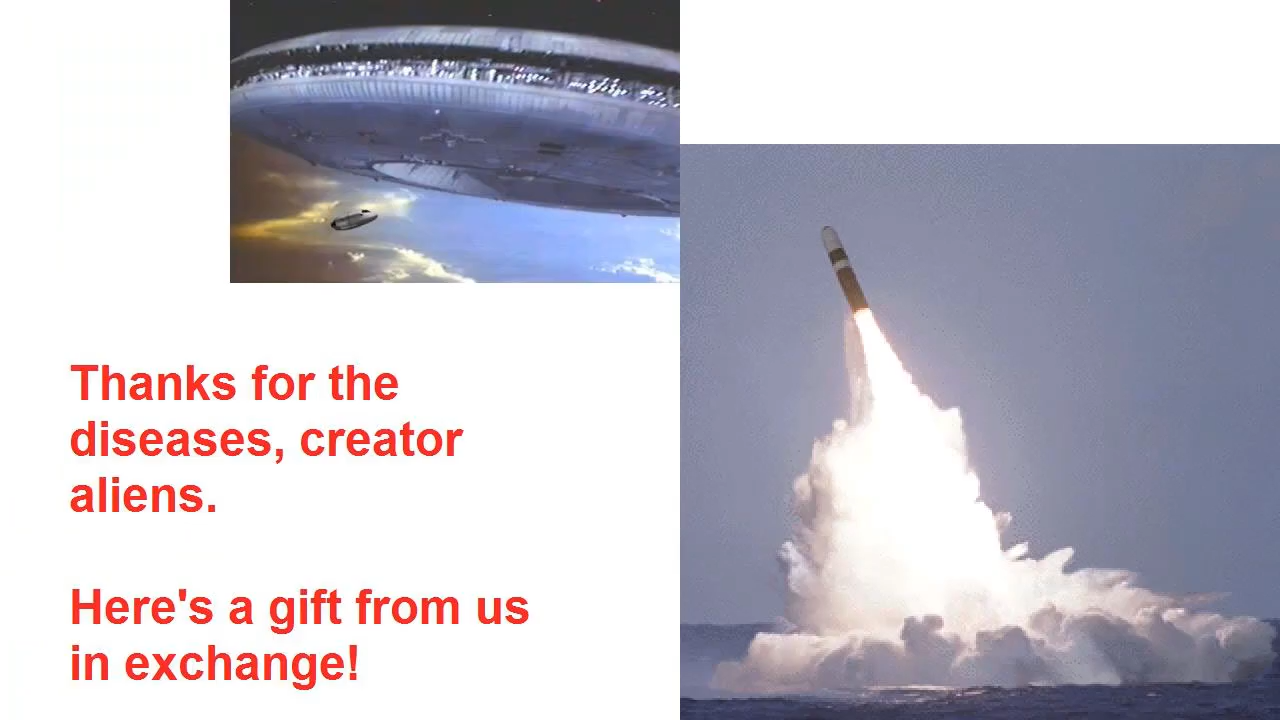 Thanks for the
diseases, creator
aliens.
Here's a gift from us
in exchange!